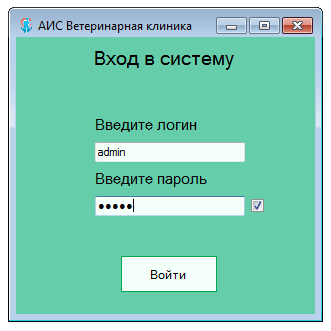 АИС Ветеринарная клиника
Вход в систему
Введите логин
admin
Введите пароль
●●●●●
Войти